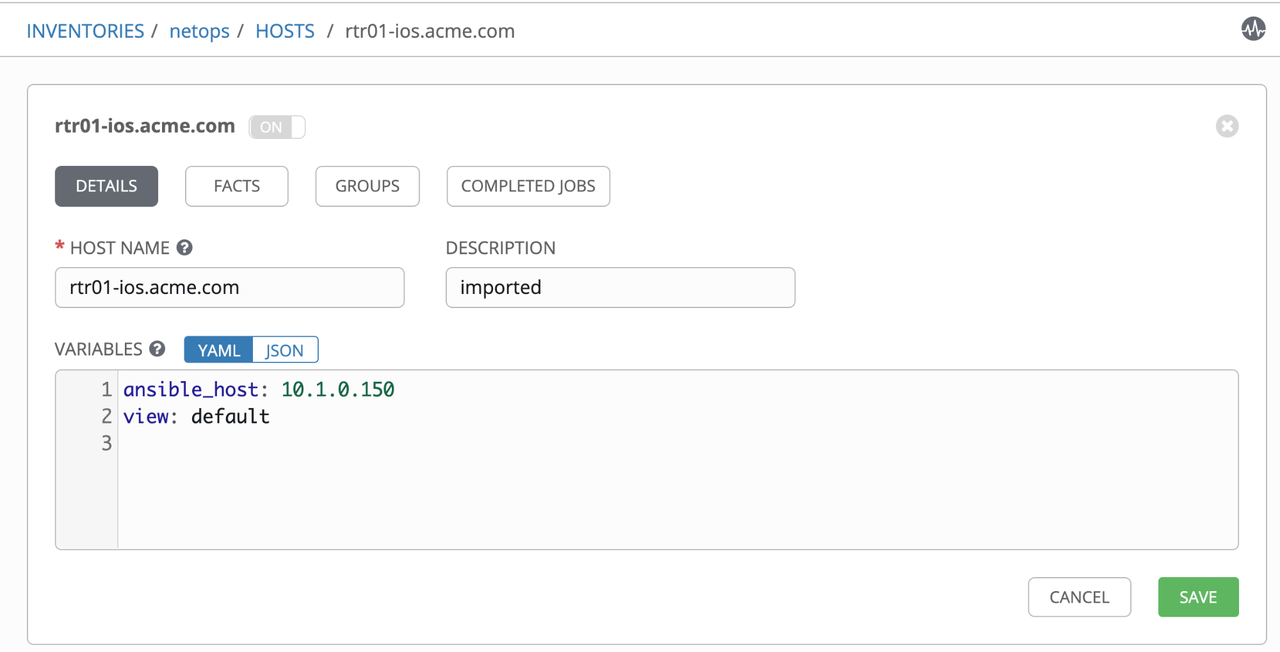 INVENTORIES / netops / HOSTS / rtr01-ios.acme.com
rtr01-ios.acme.com ON
DETAILS FACTS GROUPS COMPLETED JOBS
* HOST NAME ? DESCRIPTION
rtr01-ios.acme.com imported
VARIABLES ? YAML JSON
1 ansible_host: 10.1.0.150
2 view: default
3
CANCEL SAVE